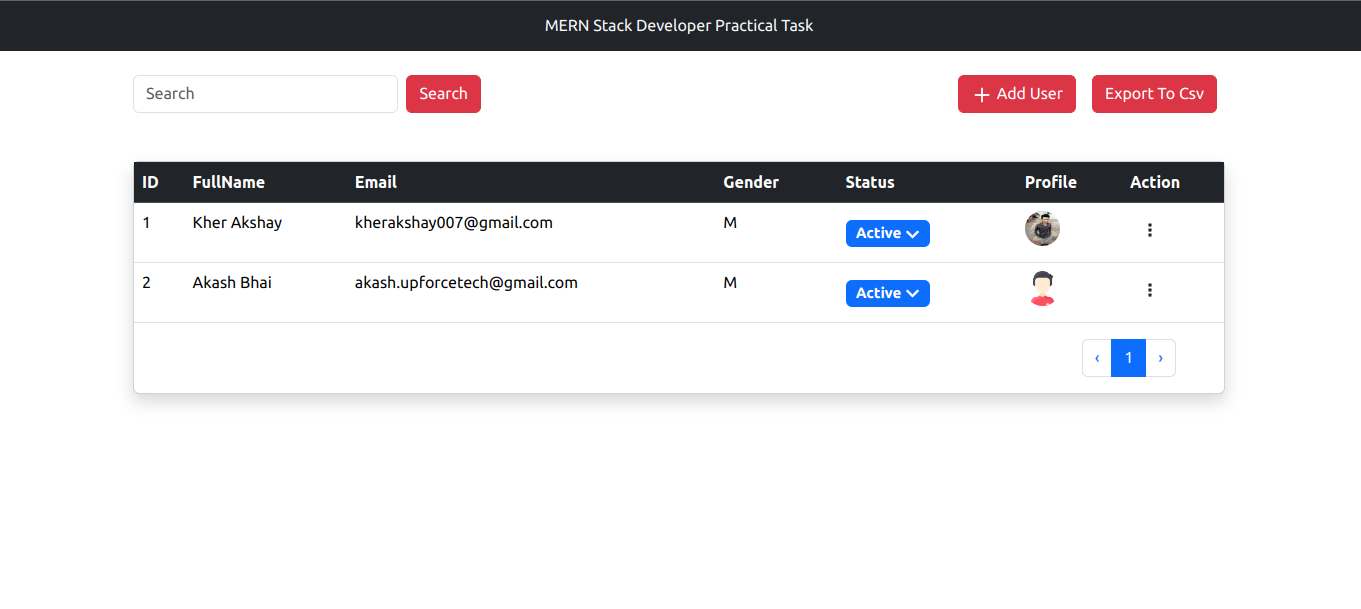 MERN Stack Developer Practical Task
Search Search + Add User Export To Csv
ID FullName Email Gender Status Profile Action
1 Kher Akshay kherakshay007@gmail.com M Active
2 Akash Bhai akash.upforcetech@gmail.com M Active
‹ 1 ›